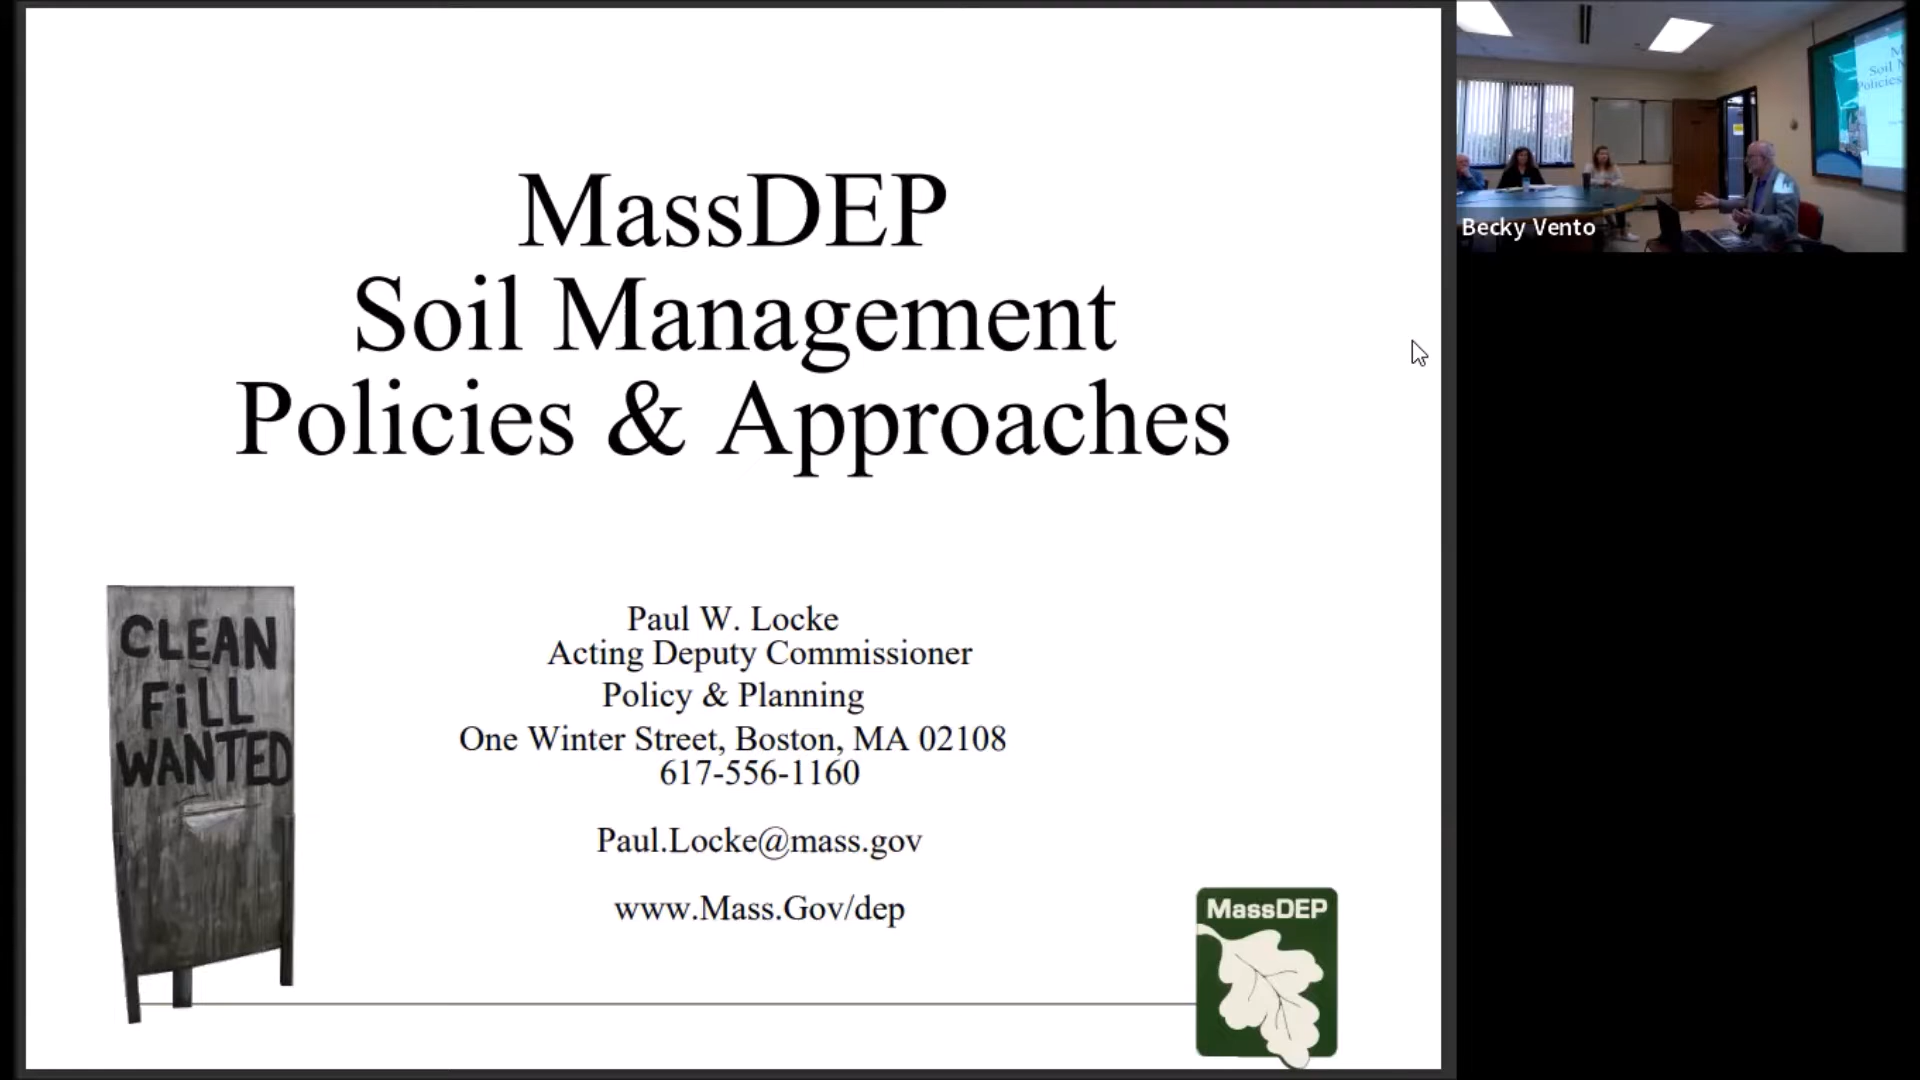 MassDEP
Soil Management
Policies & Approaches
CLEAN
FiLL
WANTED
Paul W. Locke
Acting Deputy Commissioner
Policy & Planning
One Winter Street, Boston, MA 02108
617-556-1160
Paul.Locke@mass.gov
www.Mass.Gov/dep
MassDEP
Becky Vento